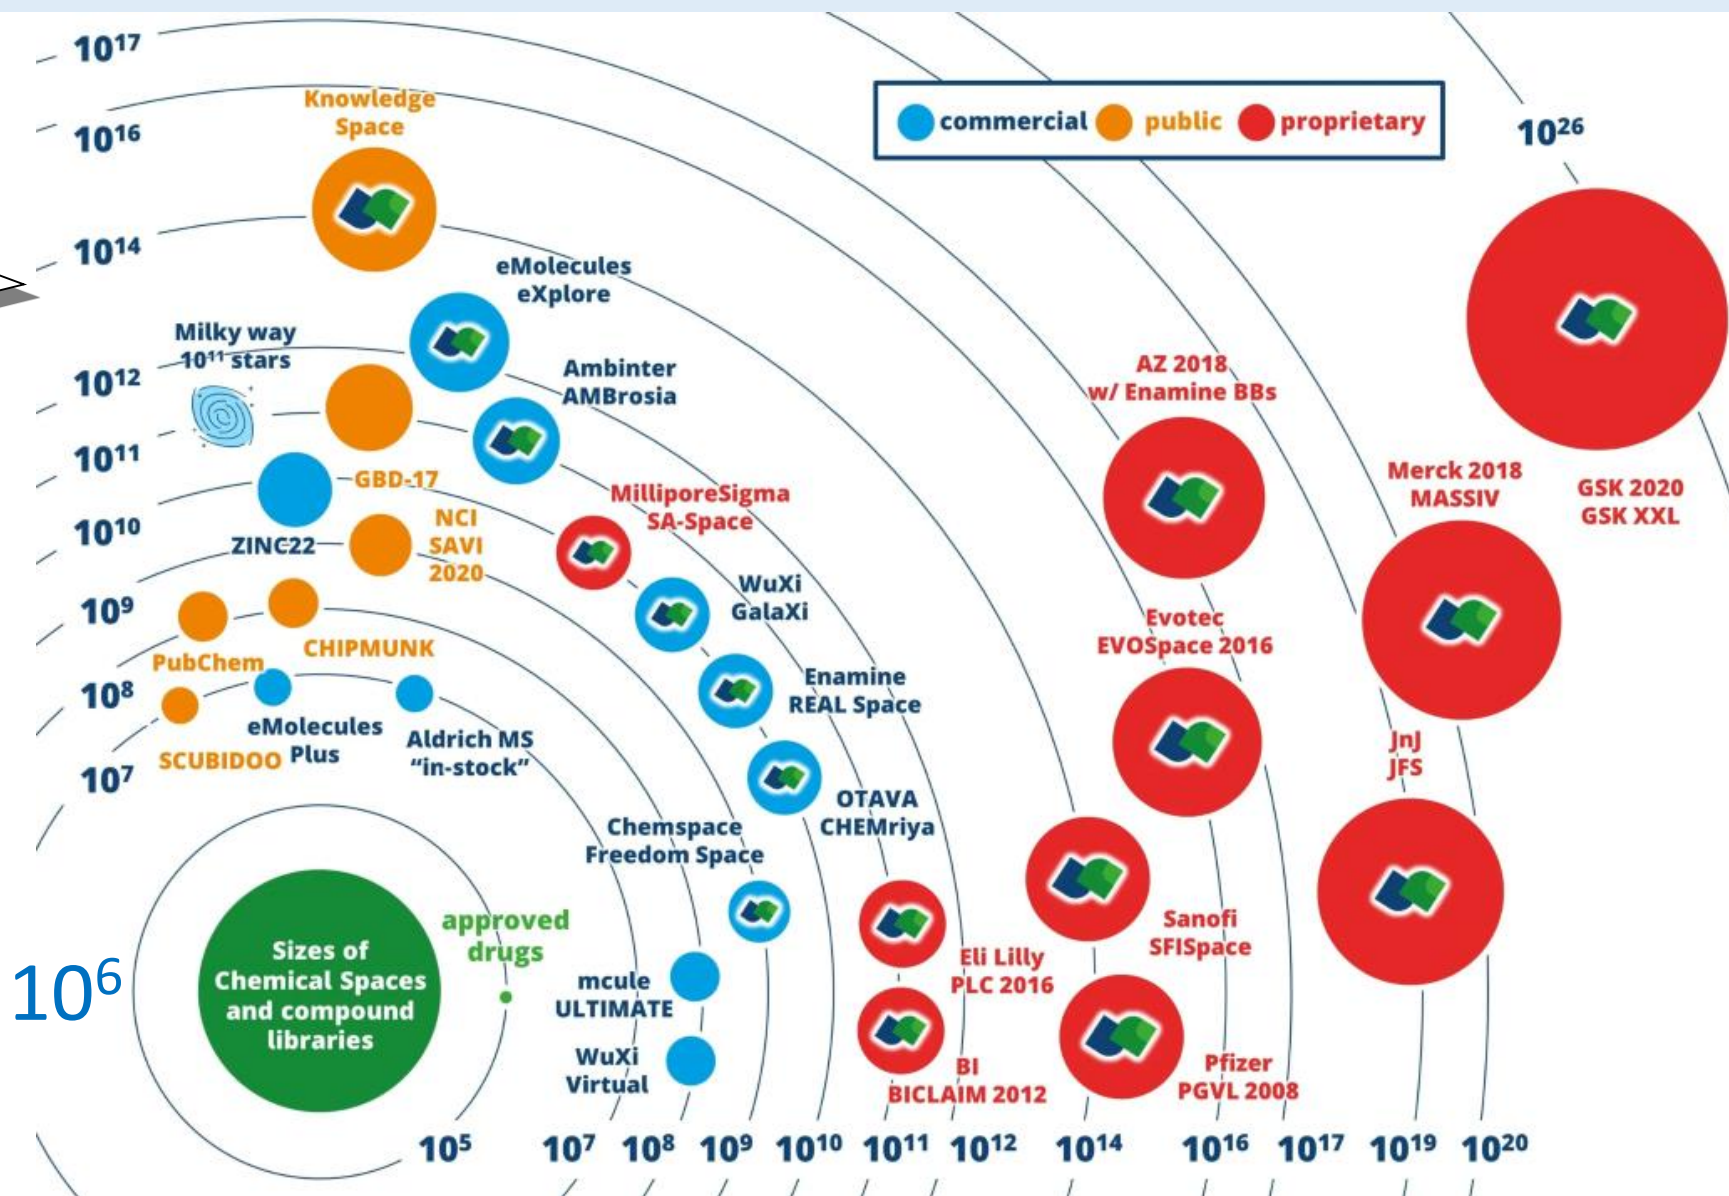 10¹⁷
10¹⁶
10¹⁴
10¹²
10¹¹
10¹⁰
10⁹
10⁸
10⁷
10⁶
Knowledge
Space
commercial
public
proprietary
10²⁶
eMolecules
eXplore
Milky way
10¹¹ stars
Ambinter
AMBrosia
AZ 2018
w/ Enamine BBs
GBD-17
MilliporeSigma
SA-Space
Merck 2018
MASSIV
GSK 2020
GSK XXL
ZINC22
NCI
SAVI
2020
WuXi
GalaXi
Evotec
EVOSpace 2016
PubChem
CHIPMUNK
Enamine
REAL Space
SCUBIDOO
eMolecules
Plus
Aldrich MS
“in-stock”
JnJ
JFS
OTAVA
CHEMriya
Chemspace
Freedom Space
approved
drugs
Sizes of
Chemical Spaces
and compound
libraries
Sanofi
SFISpace
Eli Lilly
PLC 2016
mcule
ULTIMATE
WuXi
Virtual
BI
BICLAIM 2012
Pfizer
PGVL 2008
10⁵
10⁷
10⁸
10⁹
10¹⁰
10¹¹
10¹²
10¹⁴
10¹⁶
10¹⁷
10¹⁹
10²⁰